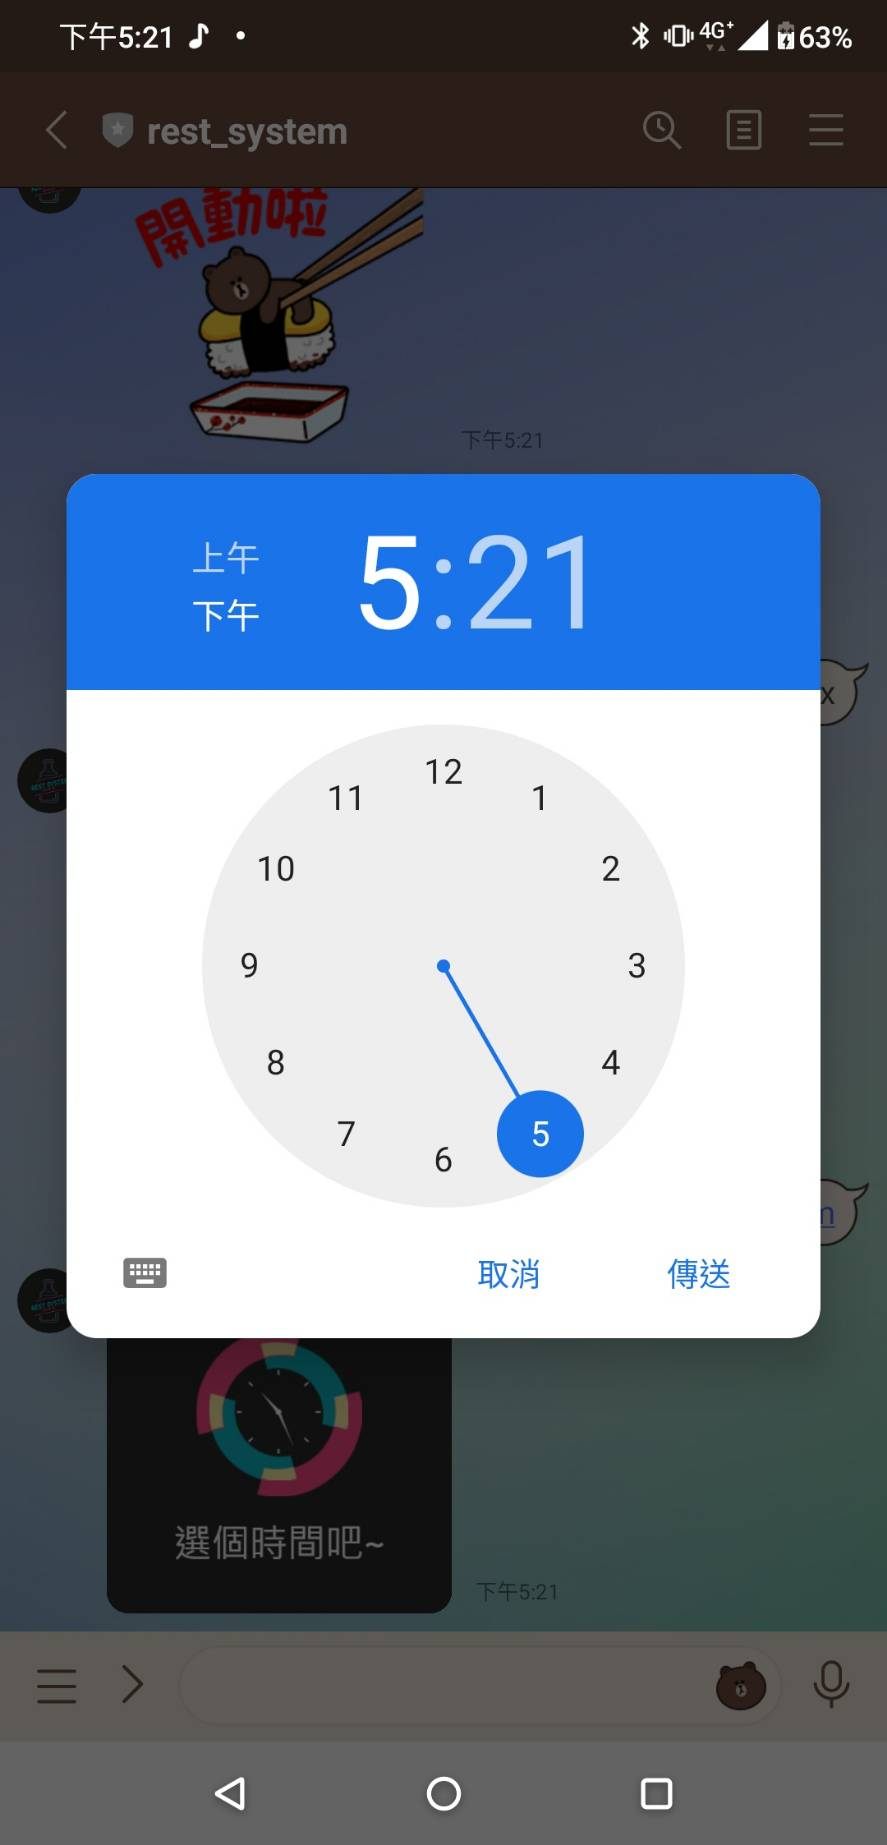 下午5:21
4G+
63%
rest_system
開動啦
下午5:21
上午
下午
5:21
x
12
11
1
10
2
9
3
8
4
7
5
6
m
取消
傳送
選個時間吧~
下午5:21